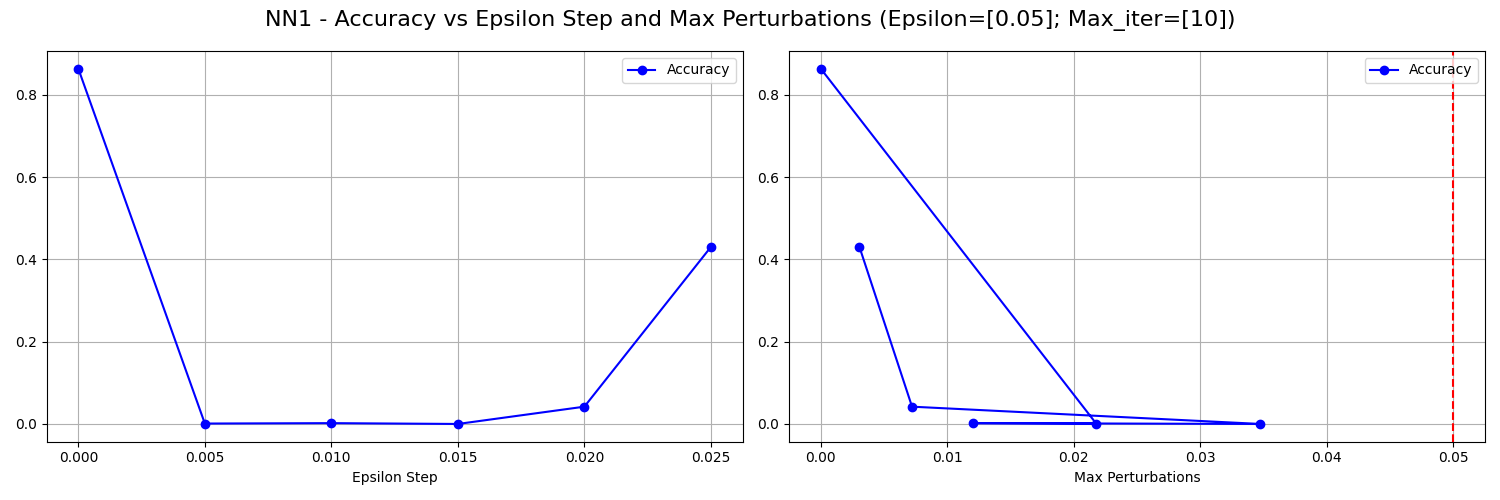 NN1 - Accuracy vs Epsilon Step and Max Perturbations (Epsilon=[0.05]; Max_iter=[10])
Accuracy
0.8
0.6
0.4
0.2
0.0
0.000 0.005 0.010 0.015 0.020 0.025
Epsilon Step
Accuracy
0.8
0.6
0.4
0.2
0.0
0.00 0.01 0.02 0.03 0.04 0.05
Max Perturbations